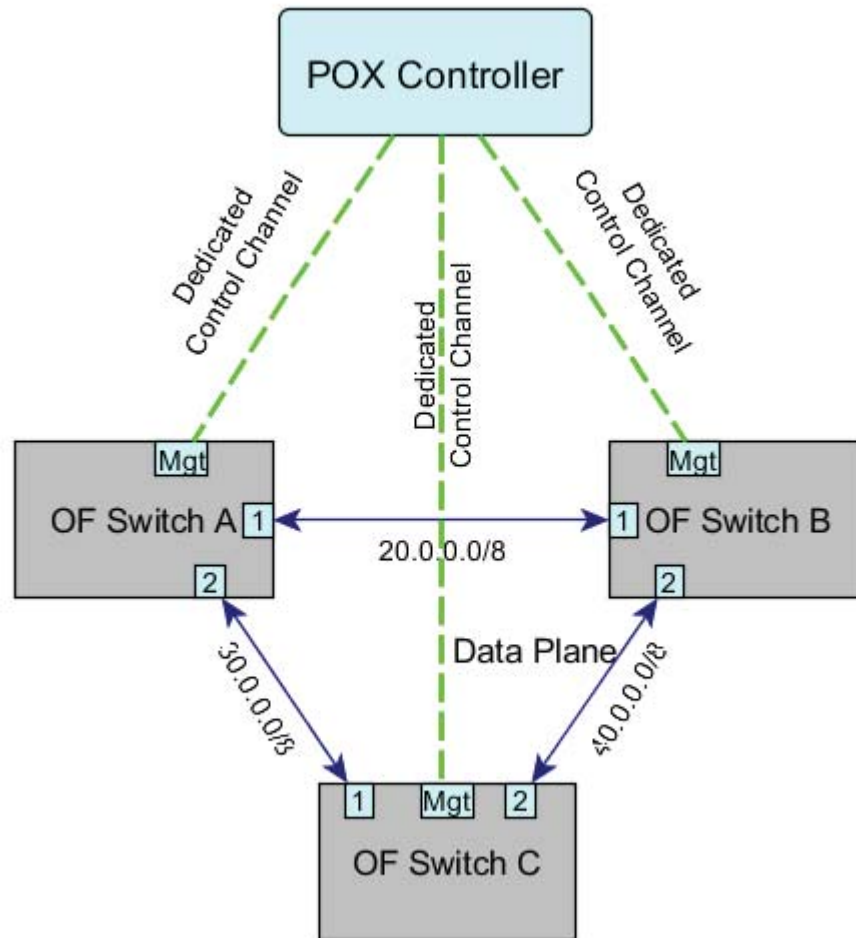 POX Controller
Dedicated
Control Channel
Dedicated
Control Channel
Dedicated
Control Channel
Mgt
OF Switch A
1
2
Mgt
1
OF Switch B
2
20.0.0.0/8
30.0.0.0/8
Data Plane
40.0.0.0/8
1
Mgt
2
OF Switch C